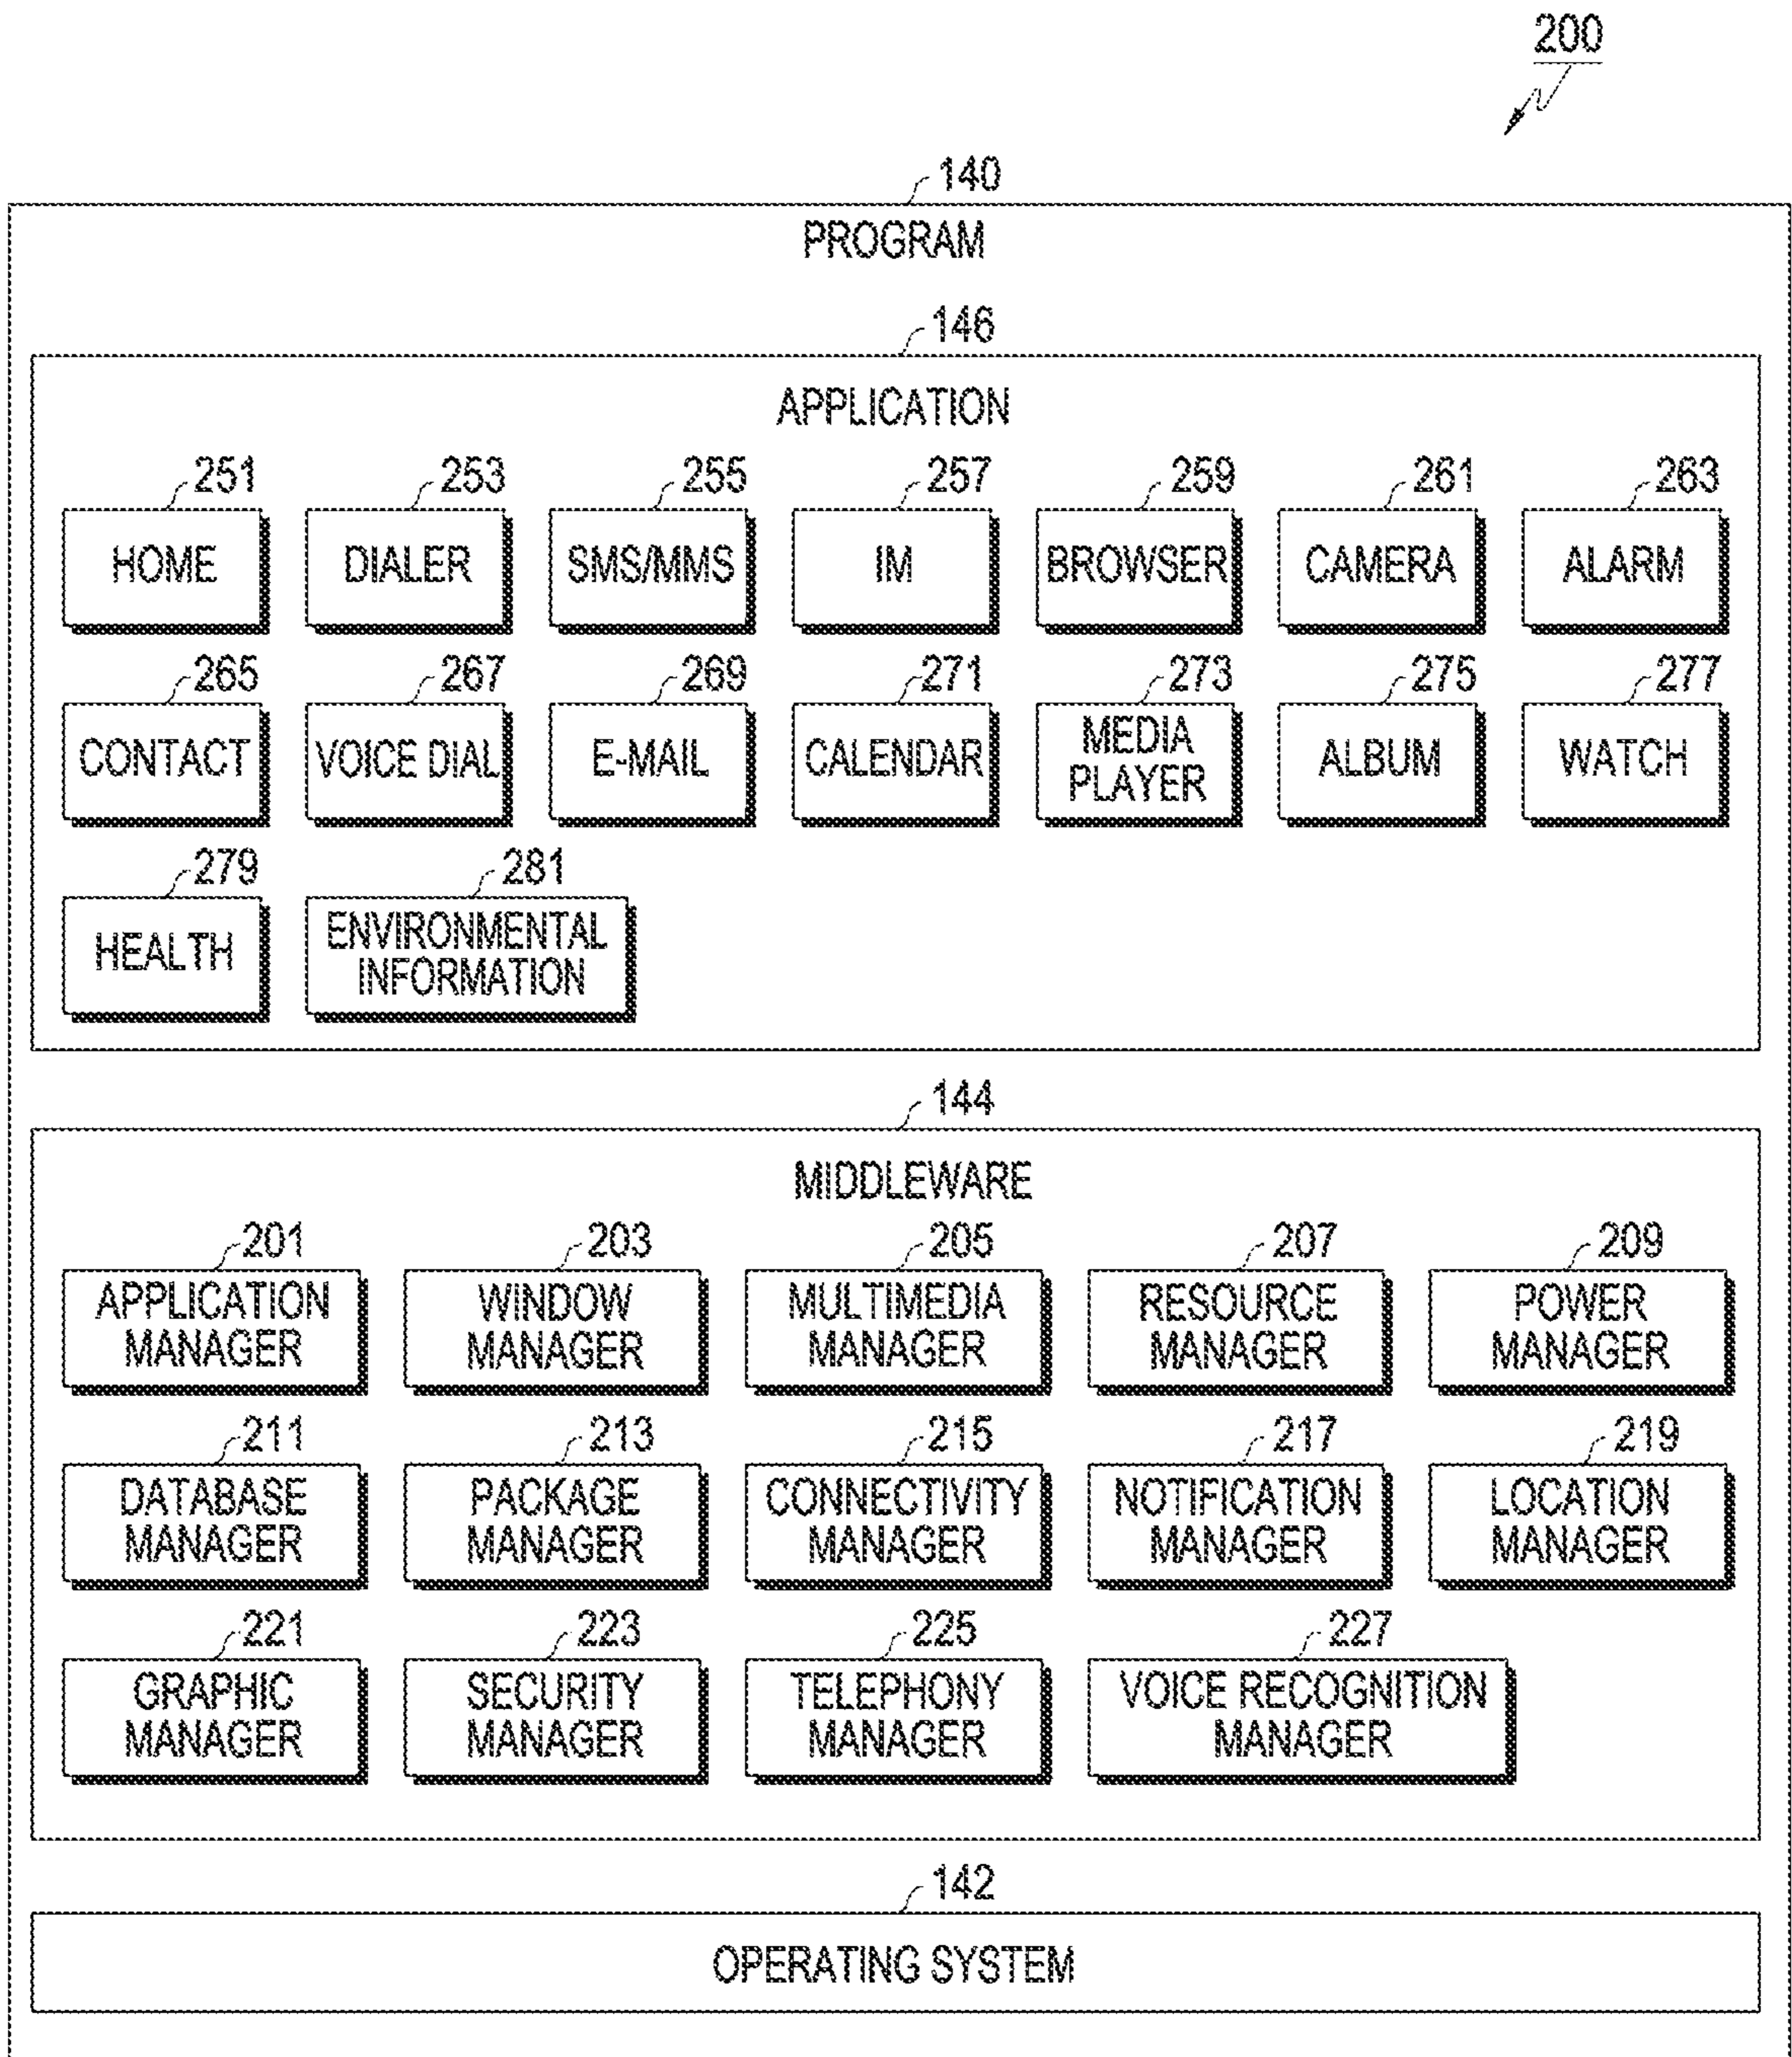 200
140
PROGRAM
146
APPLICATION
251 253 255 257 259 261 263
HOME DIALER SMS/MMS IM BROWSER CAMERA ALARM
265 267 269 271 273 275 277
CONTACT VOICE DIAL E-MAIL CALENDAR MEDIA PLAYER ALBUM WATCH
279 281
HEALTH ENVIRONMENTAL INFORMATION
144
MIDDLEWARE
201 203 205 207 209
APPLICATION MANAGER WINDOW MANAGER MULTIMEDIA MANAGER RESOURCE MANAGER POWER MANAGER
211 213 215 217 219
DATABASE MANAGER PACKAGE MANAGER CONNECTIVITY MANAGER NOTIFICATION MANAGER LOCATION MANAGER
221 223 225 227
GRAPHIC MANAGER SECURITY MANAGER TELEPHONY MANAGER VOICE RECOGNITION MANAGER
142
OPERATING SYSTEM